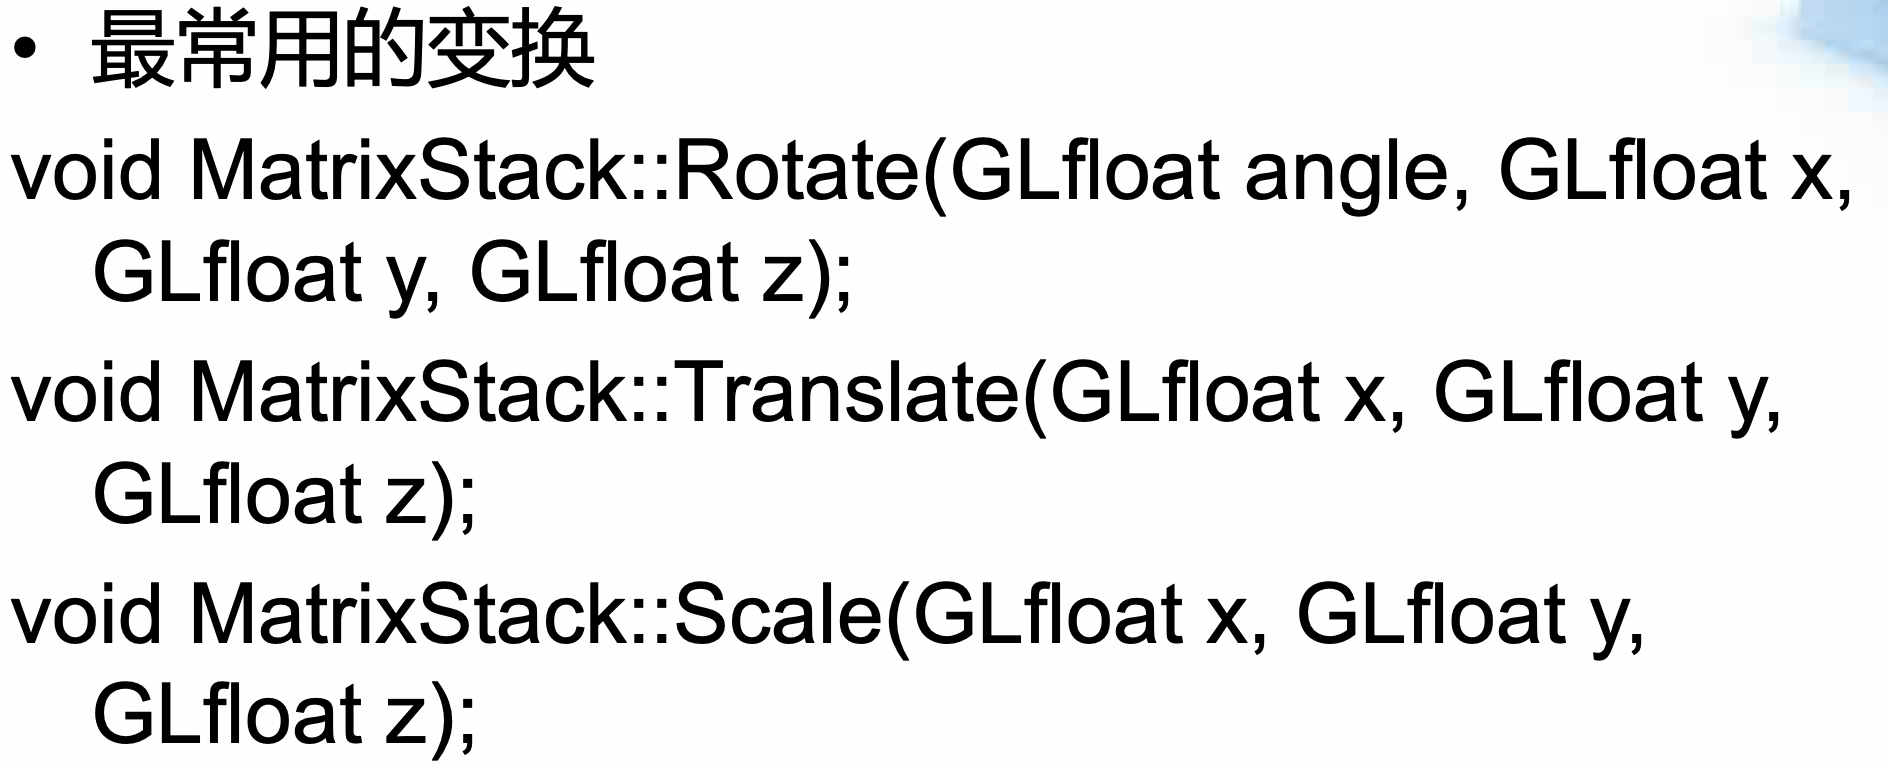 • 最常用的变换
void MatrixStack::Rotate(GLfloat angle, GLfloat x,
GLfloat y, GLfloat z);
void MatrixStack::Translate(GLfloat x, GLfloat y,
GLfloat z);
void MatrixStack::Scale(GLfloat x, GLfloat y,
GLfloat z);